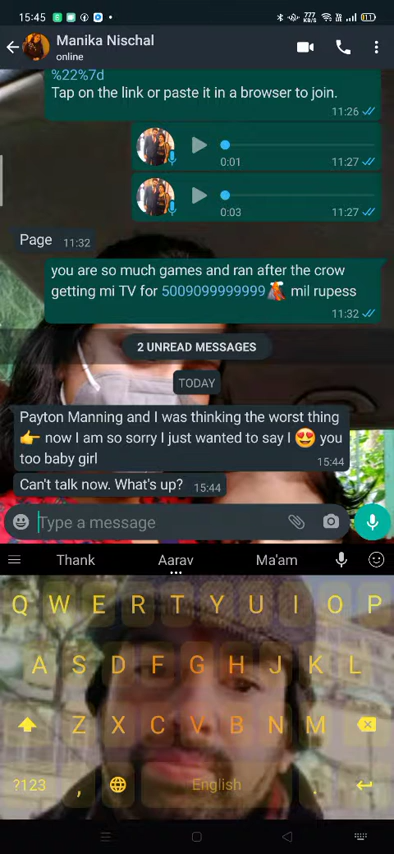 15:45
Manika Nischal
online
%22%7d
Tap on the link or paste it in a browser to join.
11:26
0:01
11:27
0:03
11:27
Page 11:32
you are so much games and ran after the crow
getting mi TV for 5009099999999 mil rupess
11:32
2 UNREAD MESSAGES
TODAY
Payton Manning and I was thinking the worst thing
👉 now I am so sorry I just wanted to say I 😍 you
too baby girl
15:44
Can't talk now. What's up? 15:44
Type a message
Thank Aarav Ma'am
Q W E R T Y U I O P
A S D F G H J K L
Z X C V B N M
?123 , English .